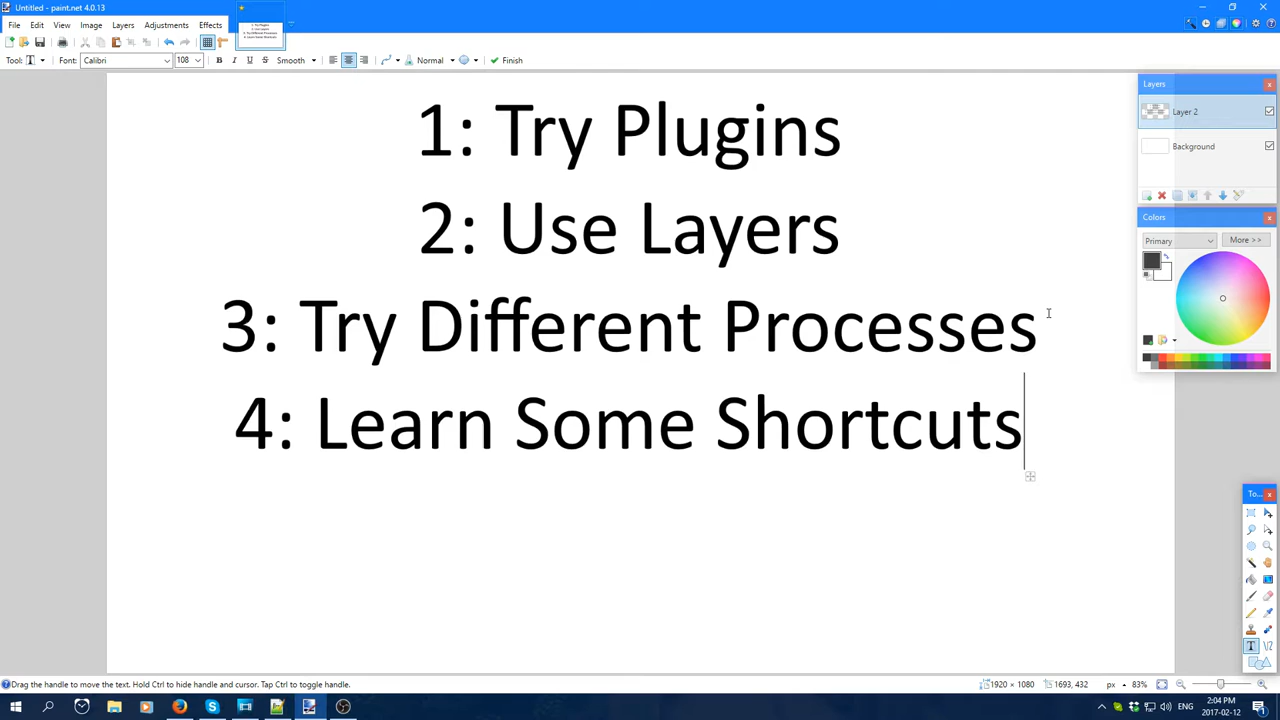 Untitled - paint.net 4.0.13
File Edit View Image Layers Adjustments Effects
Tool: T Font: Calibri 108 B I U S Smooth Normal Finish
1: Try Plugins
2: Use Layers
3: Try Different Processes
4: Learn Some Shortcuts
Layers
Layer 2
Background
Colors
Primary More >>
To...
Drag the handle to move the text. Hold Ctrl to hide handle and cursor. Tap Ctrl to toggle handle. 1920 × 1080 1693, 432 px 83%
ENG 2:04 PM
2017-02-12